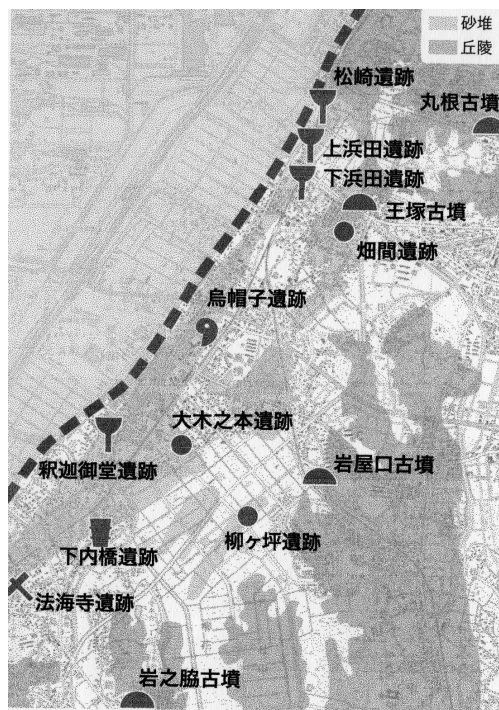 砂堆
丘陵
松崎遺跡
丸根古墳
上浜田遺跡
下浜田遺跡
王塚古墳
畑間遺跡
烏帽子遺跡
大木之本遺跡
釈迦御堂遺跡
岩屋口古墳
柳ヶ坪遺跡
下内橋遺跡
法海寺遺跡
岩之脇古墳